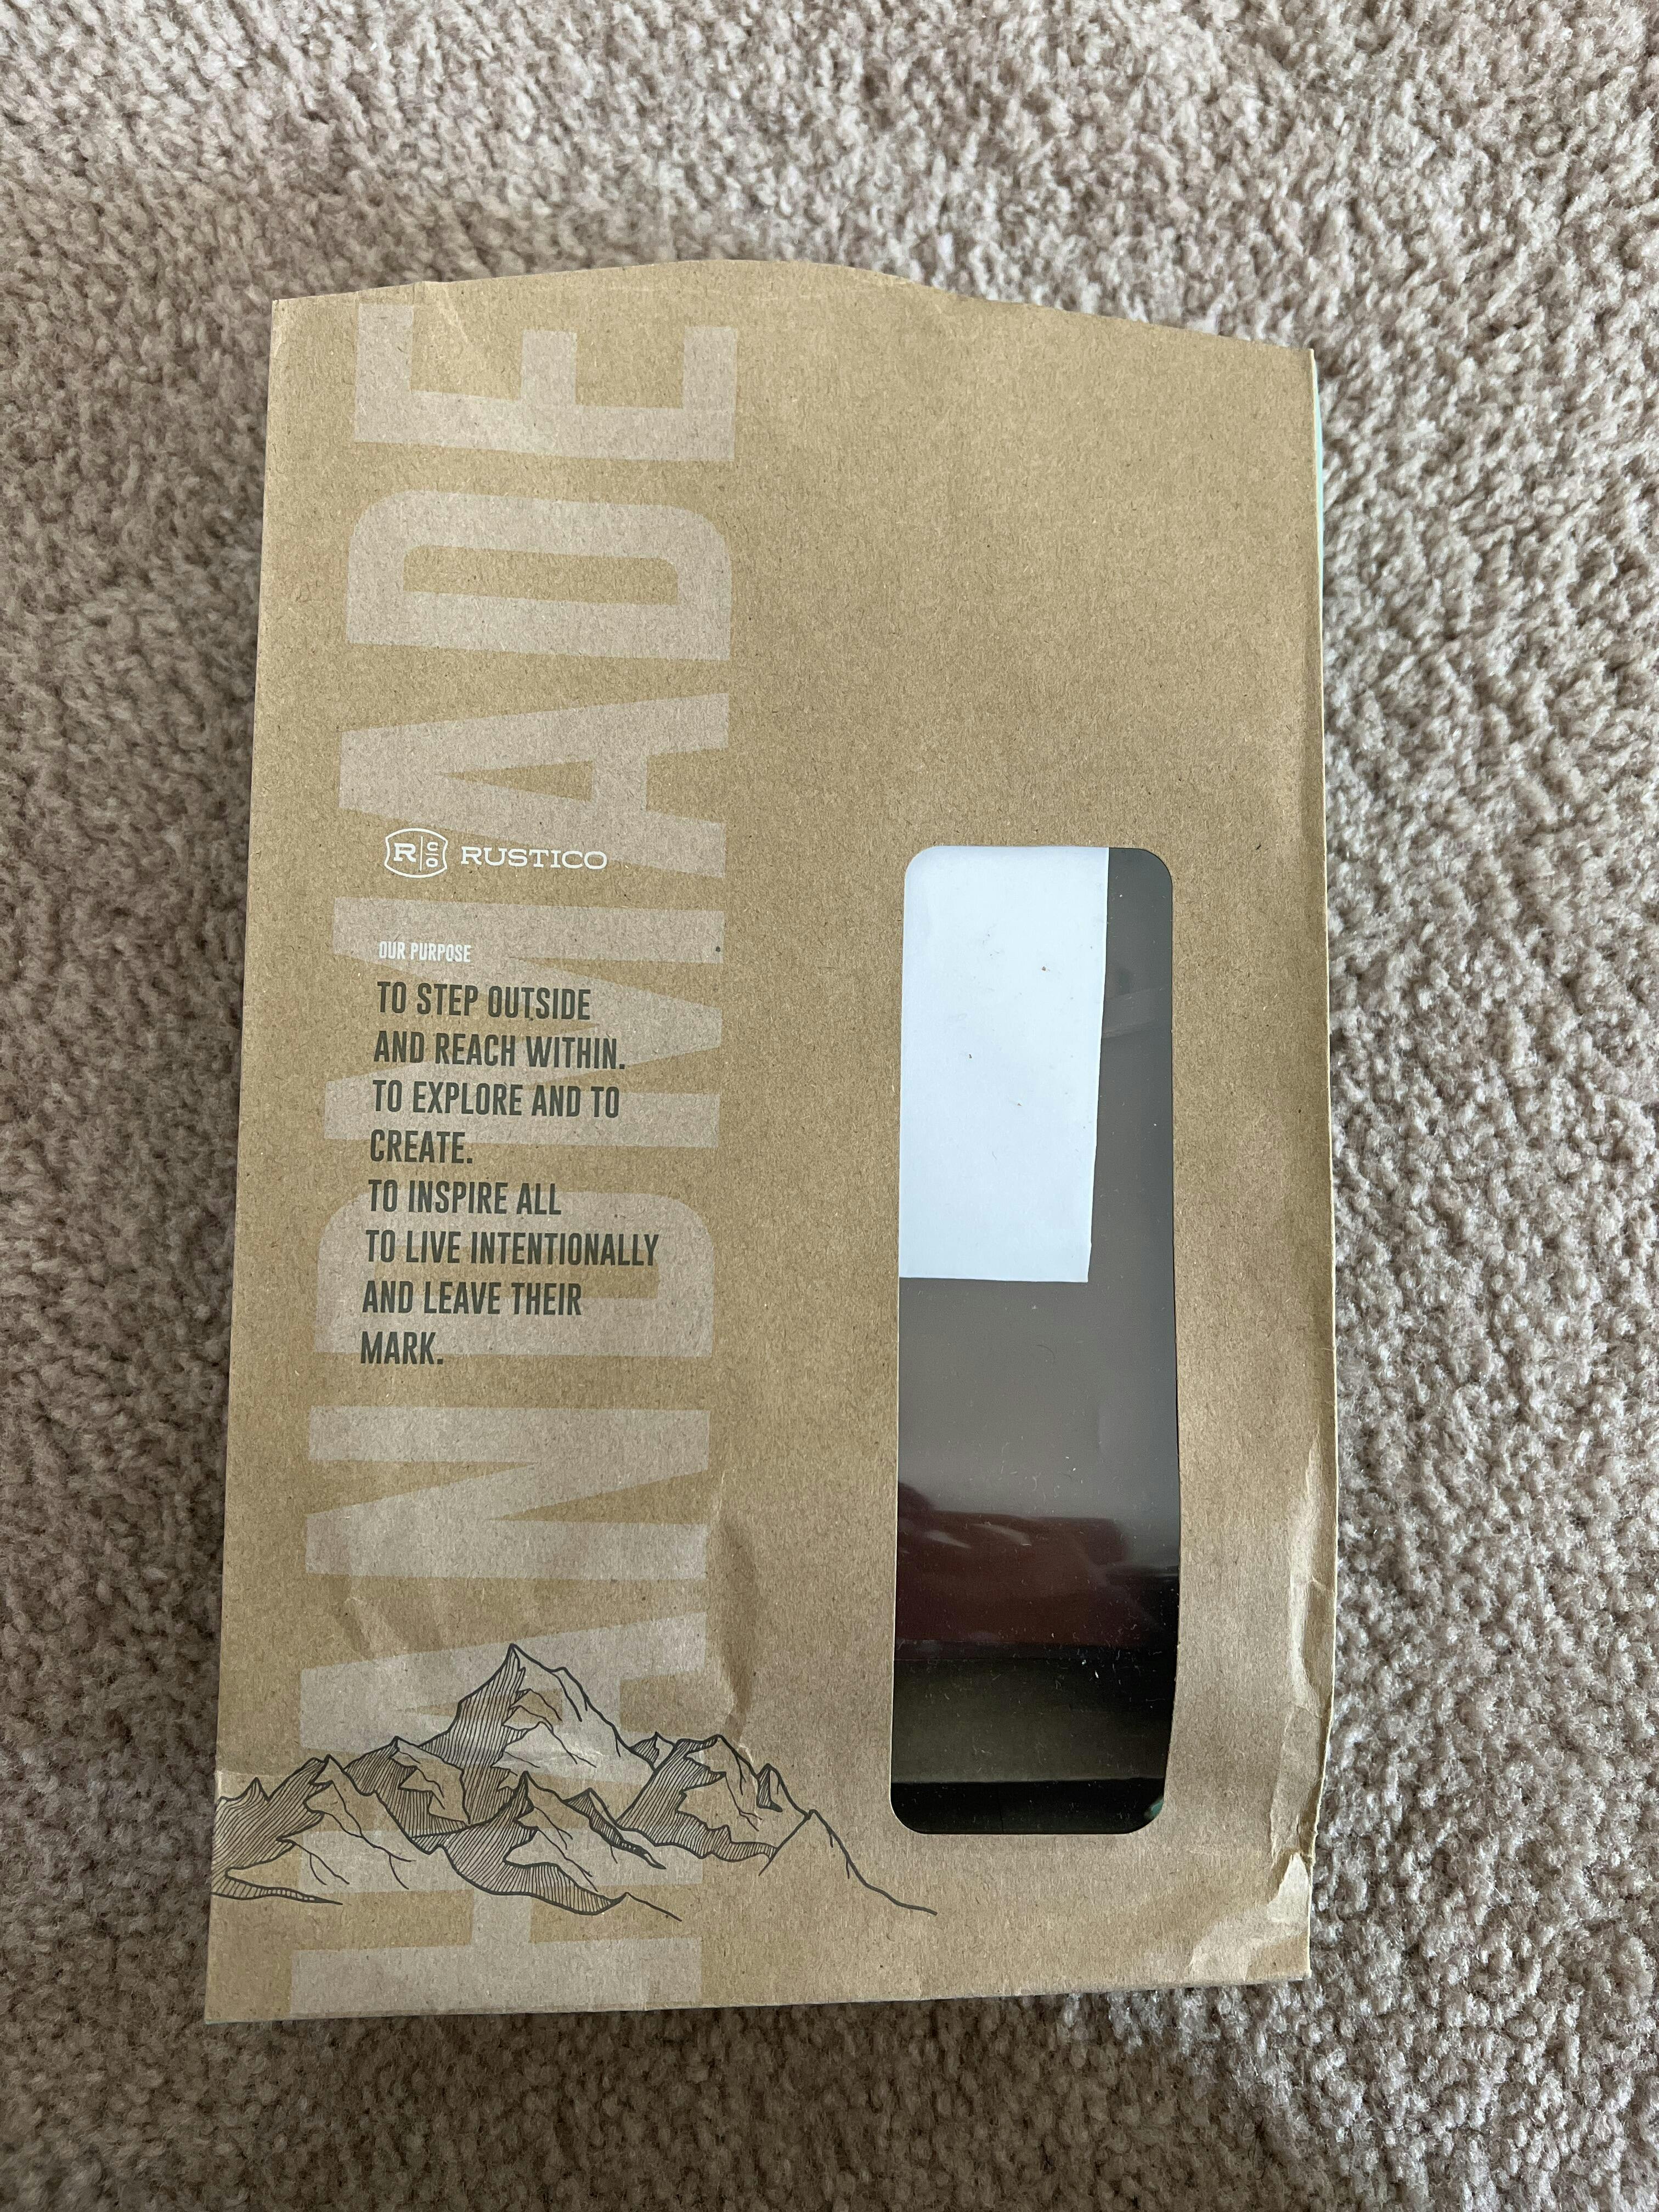 HANDMADE
R CO RUSTICO
OUR PURPOSE
TO STEP OUTSIDE
AND REACH WITHIN.
TO EXPLORE AND TO
CREATE.
TO INSPIRE ALL
TO LIVE INTENTIONALLY
AND LEAVE THEIR
MARK.